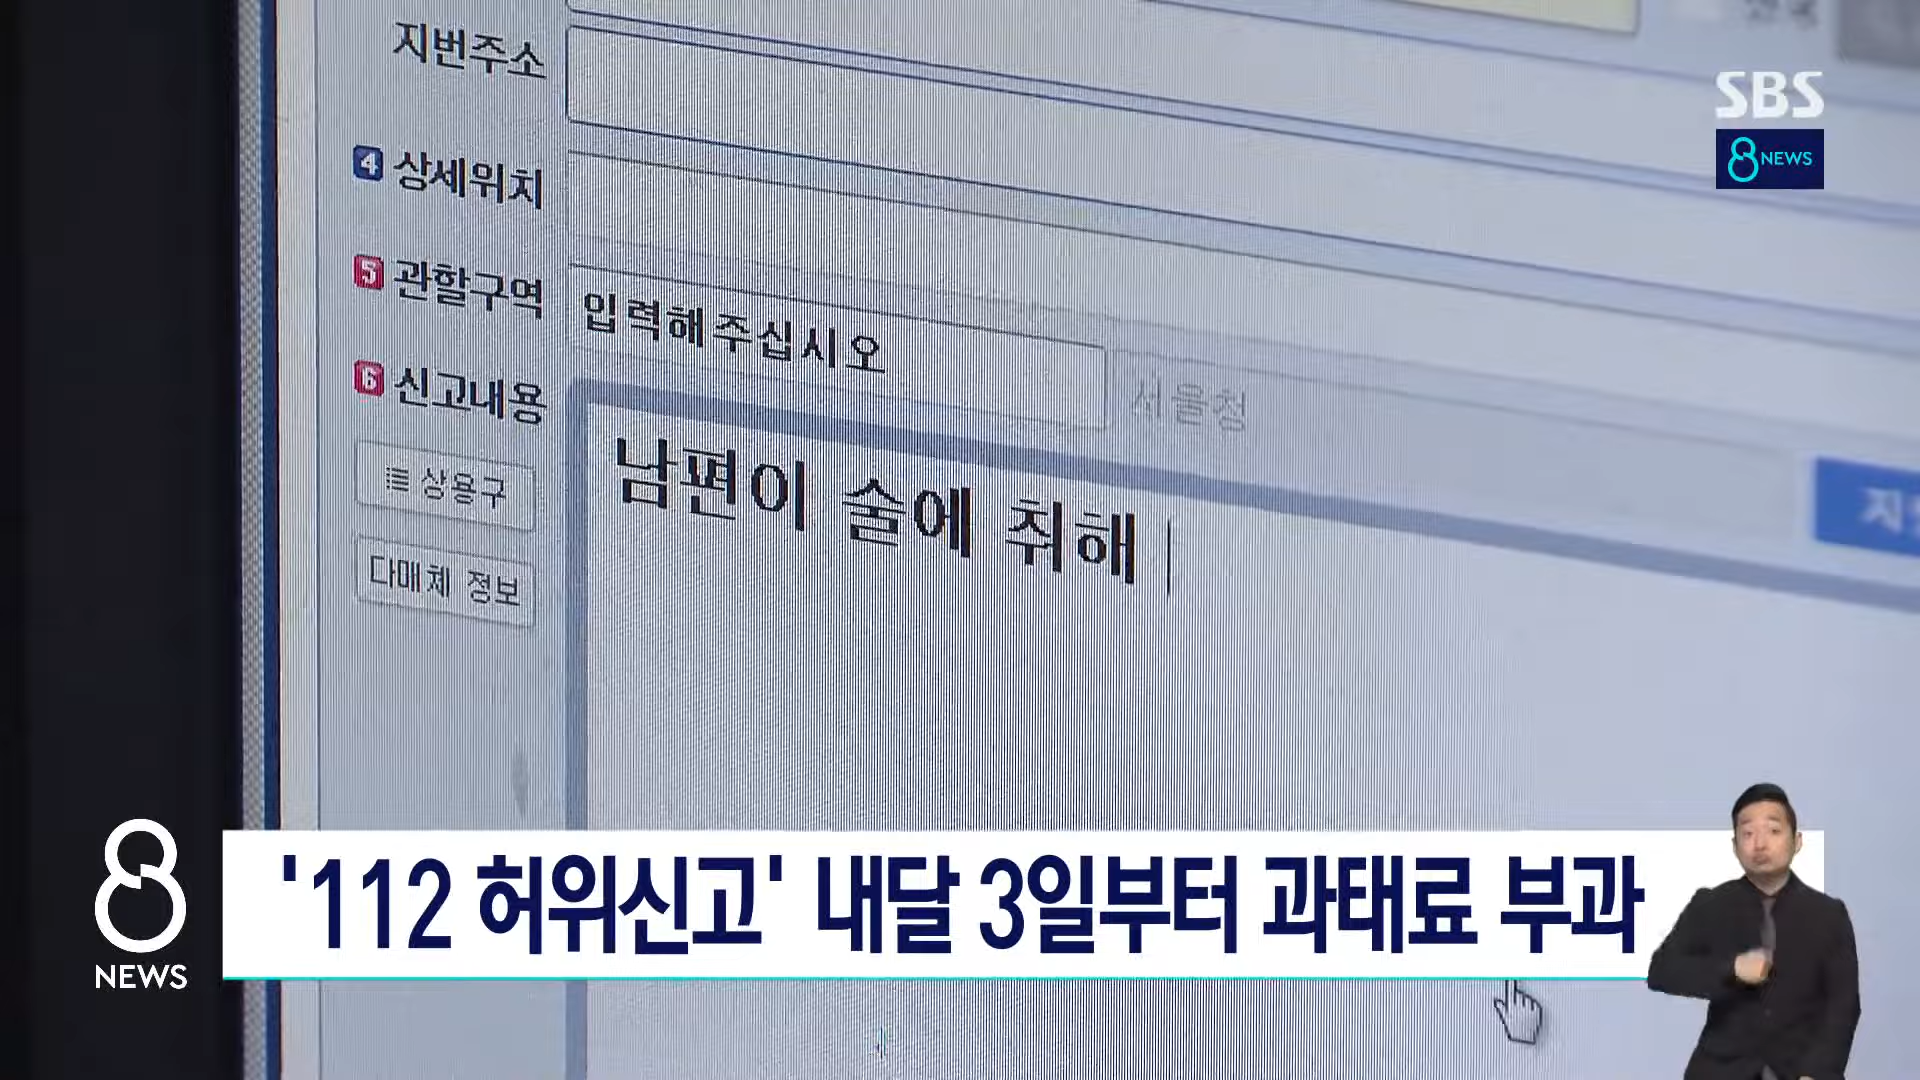 지번주소
SBS
8 NEWS
4 상세위치
5 관할구역
입력해주십시오
서울청
6 신고내용
상용구
남편이 술에 취해
다매체 정보
8 NEWS
'112 허위신고' 내달 3일부터 과태료 부과